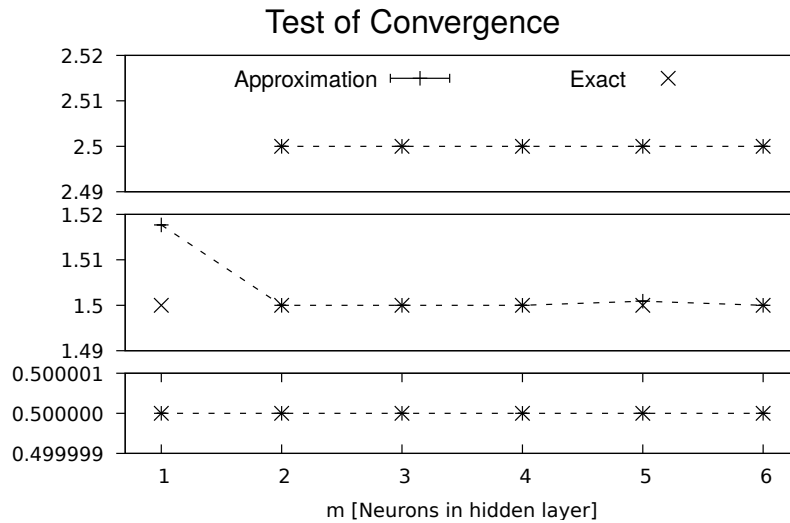 Test of Convergence
2.52
Approximation Exact
2.51
2.5
2.49
1.52
1.51
1.5
1.49
0.500001
0.500000
0.499999
1 2 3 4 5 6
m [Neurons in hidden layer]